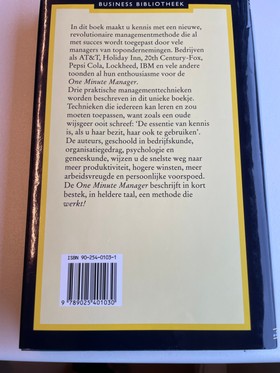 BUSINESS BIBLIOTHEEK
In dit boek maakt u kennis met een nieuwe,
revolutionaire managementmethode die al
met succes wordt toegepast door vele
managers van topondernemingen. Bedrijven
als AT&T, Holiday Inn, 20th Century-Fox,
Pepsi Cola, Lockheed, IBM en vele andere
toonden al hun enthousiasme voor de
One Minute Manager.
Drie praktische managementtechnieken
worden beschreven in dit unieke boekje.
Technieken die iedereen kan leren en zou
moeten toepassen, want zoals een oude
wijsgeer ooit schreef: 'De essentie van kennis
is, als u haar bezit, haar ook te gebruiken'.
De auteurs, geschoold in bedrijfskunde,
organisatiegedrag, psychologie en
geneeskunde, wijzen u de snelste weg naar
meer produktiviteit, hogere winsten, meer
arbeidsvreugde en persoonlijke voorspoed.
De One Minute Manager beschrijft in kort
bestek, in heldere taal, een methode die
werkt!
ISBN 90-254-0103-1
9 789025 401030